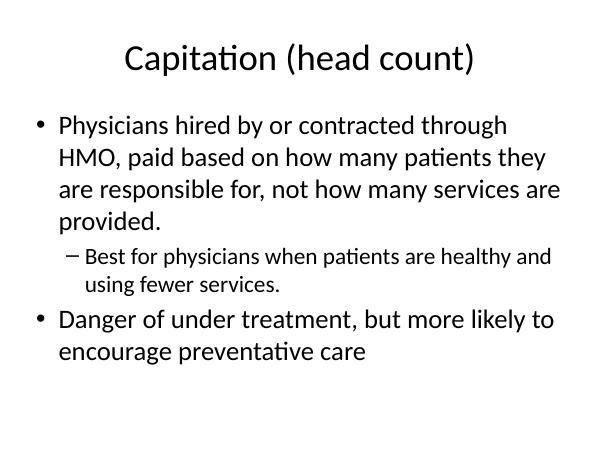 Capitation (head count)
• Physicians hired by or contracted through
HMO, paid based on how many patients they
are responsible for, not how many services are
provided.
– Best for physicians when patients are healthy and
using fewer services.
• Danger of under treatment, but more likely to
encourage preventative care